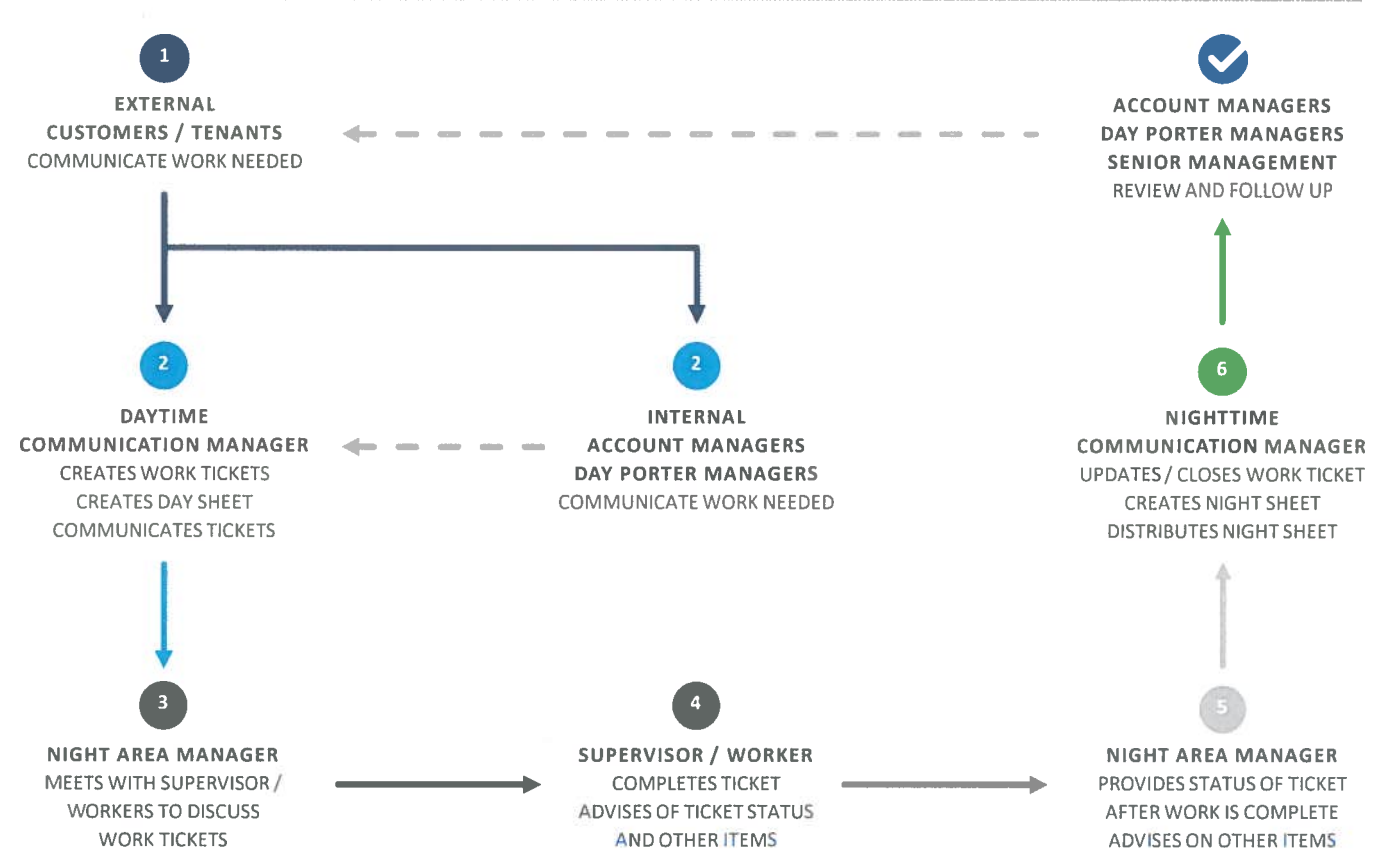 1
EXTERNAL
CUSTOMERS / TENANTS
COMMUNICATE WORK NEEDED
ACCOUNT MANAGERS
DAY PORTER MANAGERS
SENIOR MANAGEMENT
REVIEW AND FOLLOW UP
2
DAYTIME
COMMUNICATION MANAGER
CREATES WORK TICKETS
CREATES DAY SHEET
COMMUNICATES TICKETS
2
INTERNAL
ACCOUNT MANAGERS
DAY PORTER MANAGERS
COMMUNICATE WORK NEEDED
6
NIGHTTIME
COMMUNICATION MANAGER
UPDATES / CLOSES WORK TICKET
CREATES NIGHT SHEET
DISTRIBUTES NIGHT SHEET
3
NIGHT AREA MANAGER
MEETS WITH SUPERVISOR /
WORKERS TO DISCUSS
WORK TICKETS
4
SUPERVISOR / WORKER
COMPLETES TICKET
ADVISES OF TICKET STATUS
AND OTHER ITEMS
5
NIGHT AREA MANAGER
PROVIDES STATUS OF TICKET
AFTER WORK IS COMPLETE
ADVISES ON OTHER ITEMS